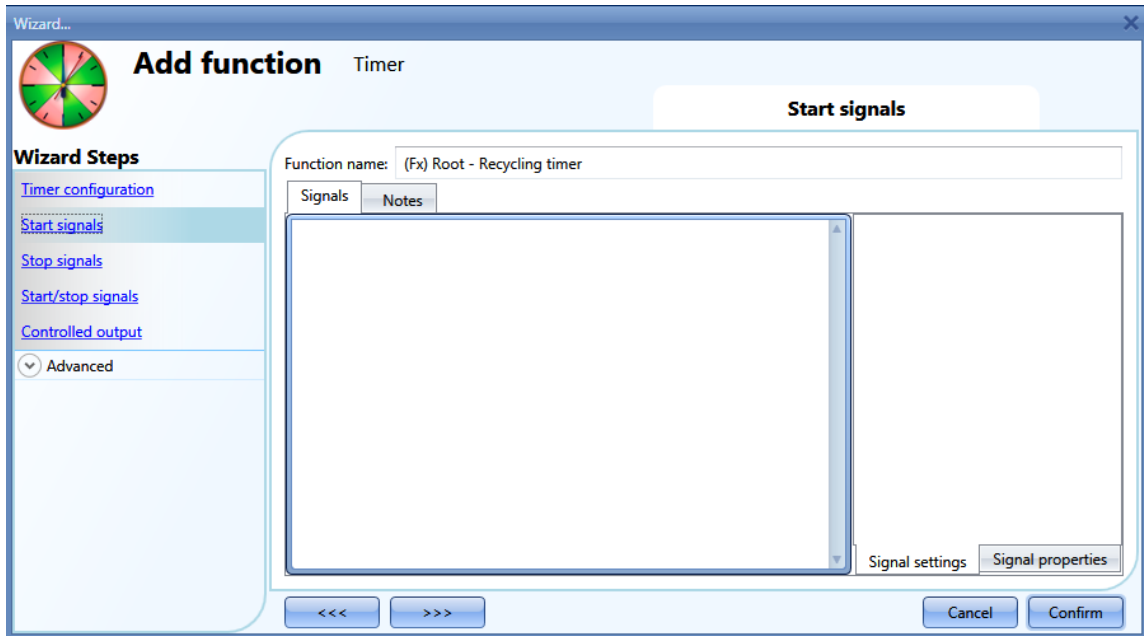 Wizard...
Add function Timer
Start signals
Wizard Steps
Timer configuration
Start signals
Stop signals
Start/stop signals
Controlled output
Advanced
Function name: (Fx) Root - Recycling timer
Signals Notes
Signal settings Signal properties
<<< >>> Cancel Confirm